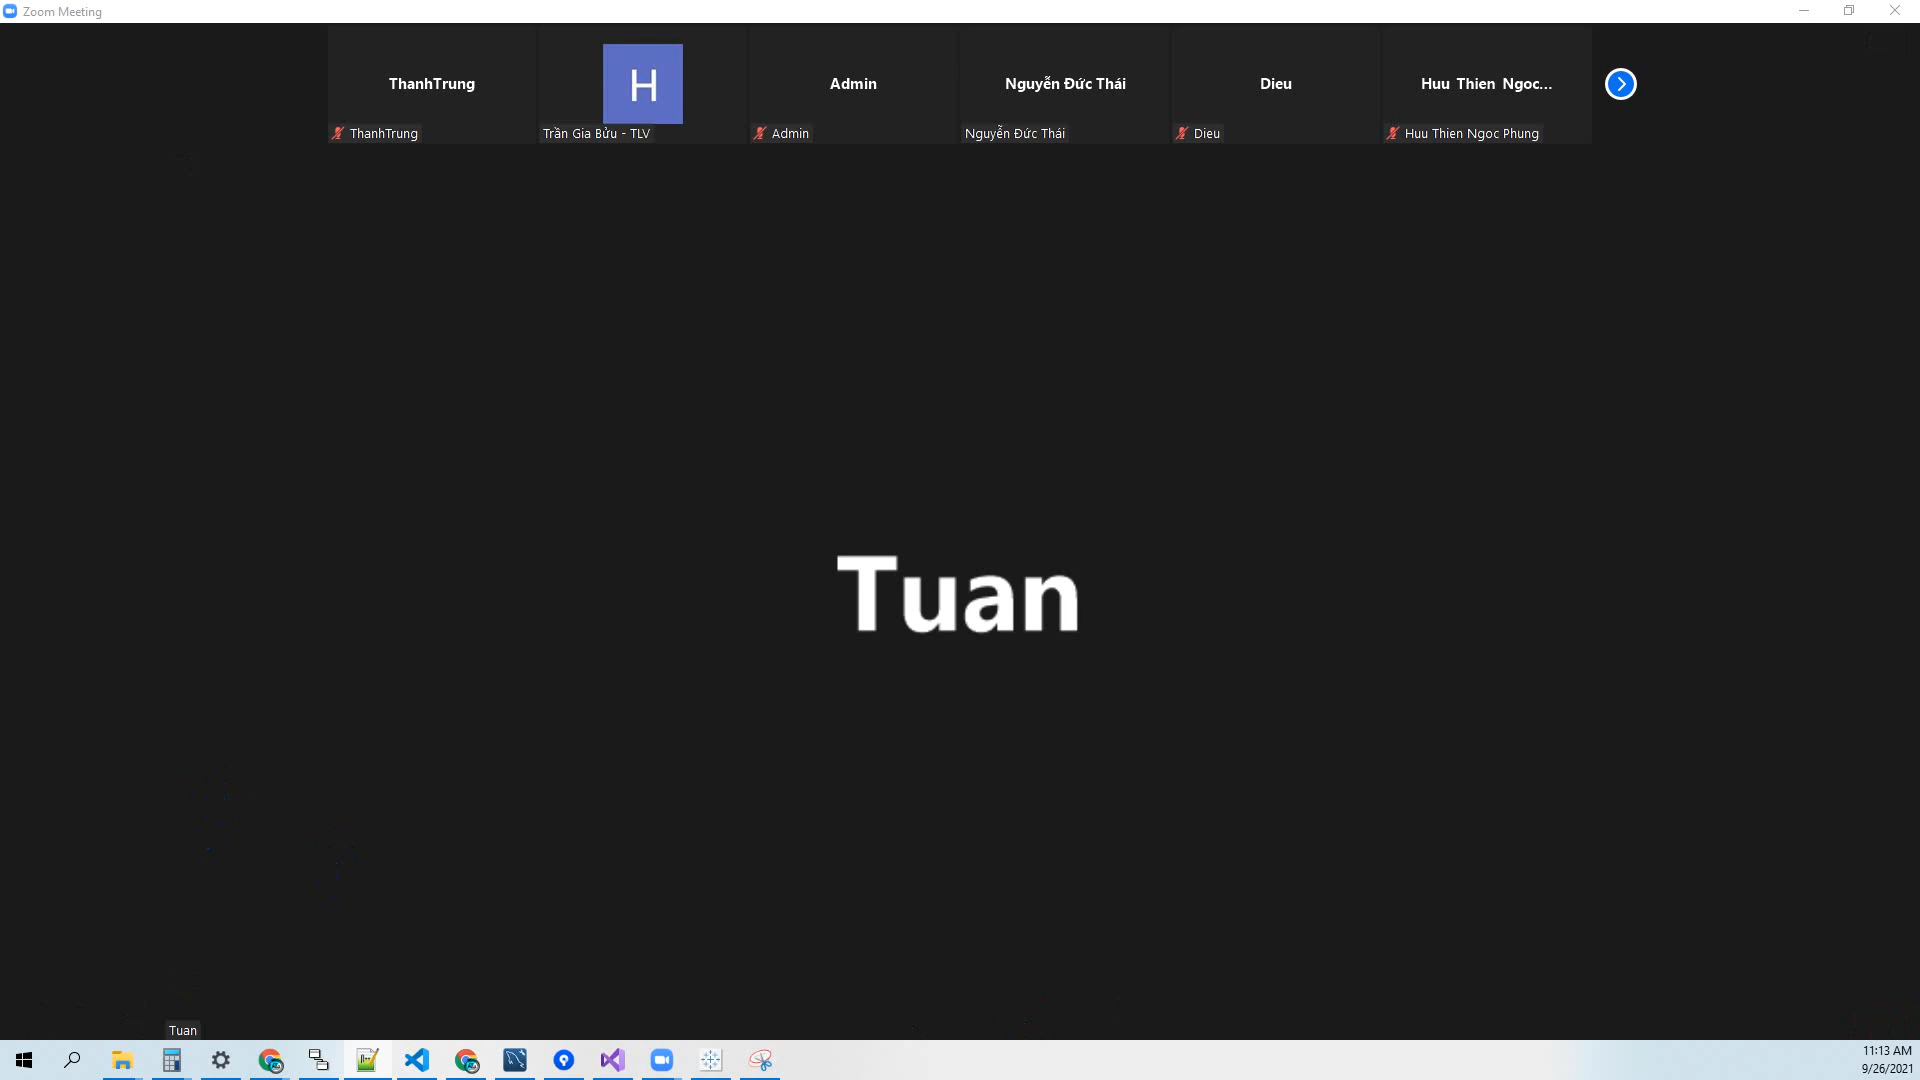 Zoom Meeting
ThanhTrung
H
Admin
Nguyễn Đức Thái
Dieu
Huu Thien Ngoc...
ThanhTrung
Trần Gia Bửu - TLV
Admin
Nguyễn Đức Thái
Dieu
Huu Thien Ngoc Phung
Tuan
Tuan
11:13 AM
9/26/2021